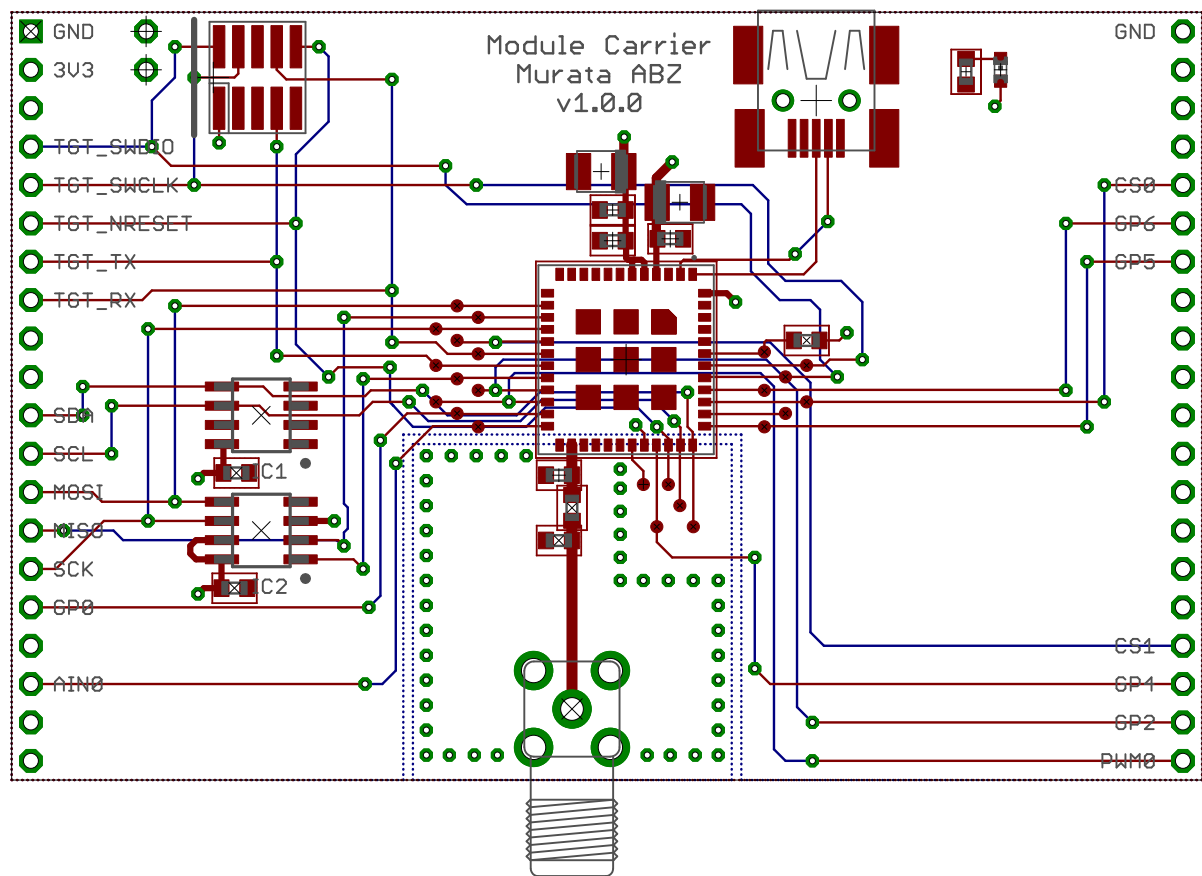 GND
3V3
TGT_SWDIO
TGT_SWCLK
TGT_NRESET
TGT_TX
TGT_RX
SDA
SCL
MOSI
MISO
SCK
GP0
AIN0
Module Carrier
Murata ABZ
v1.0.0
IC1
IC2
GND
CS0
GP6
GP5
CS1
GP4
GP2
PWM0